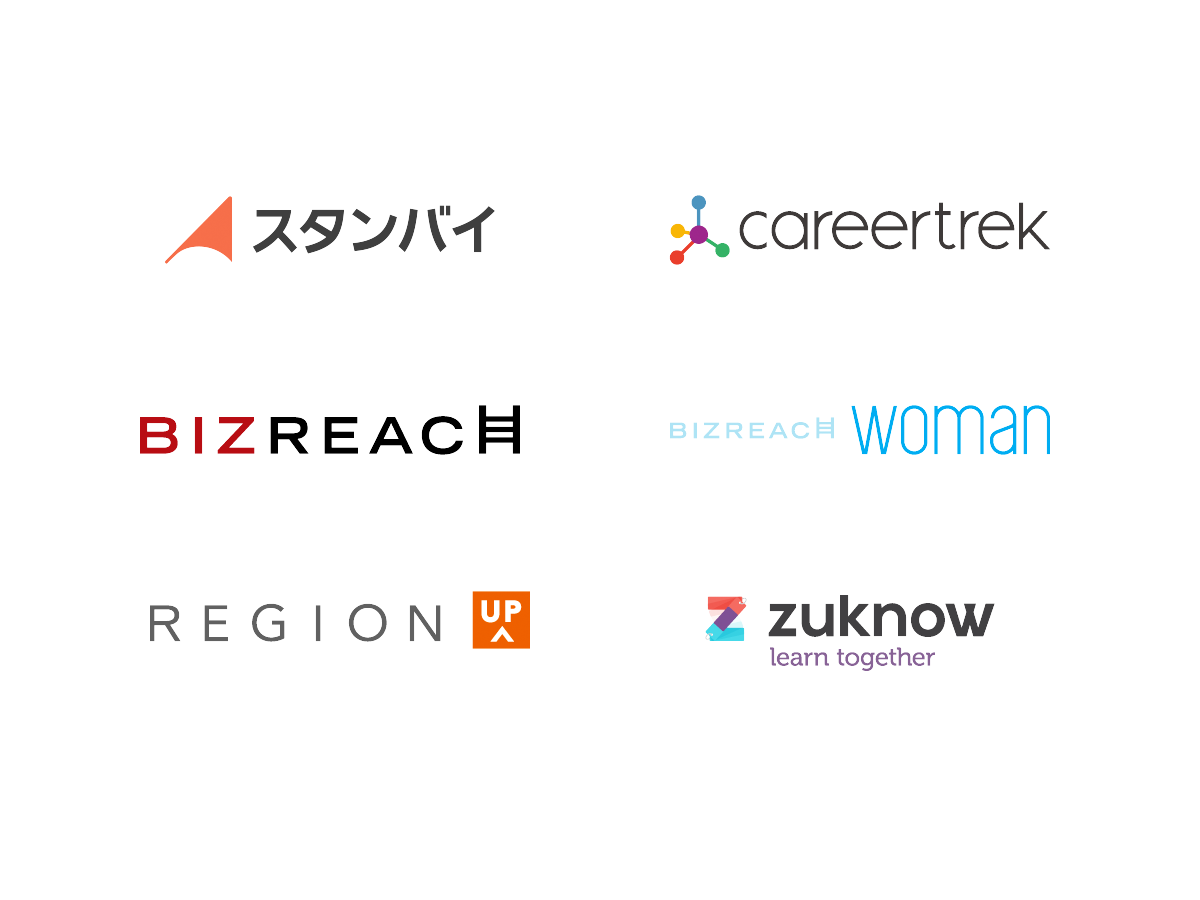 スタンバイ
careertrek
BIZREACH
BIZREACH woman
REGION UP
zuknow
learn together